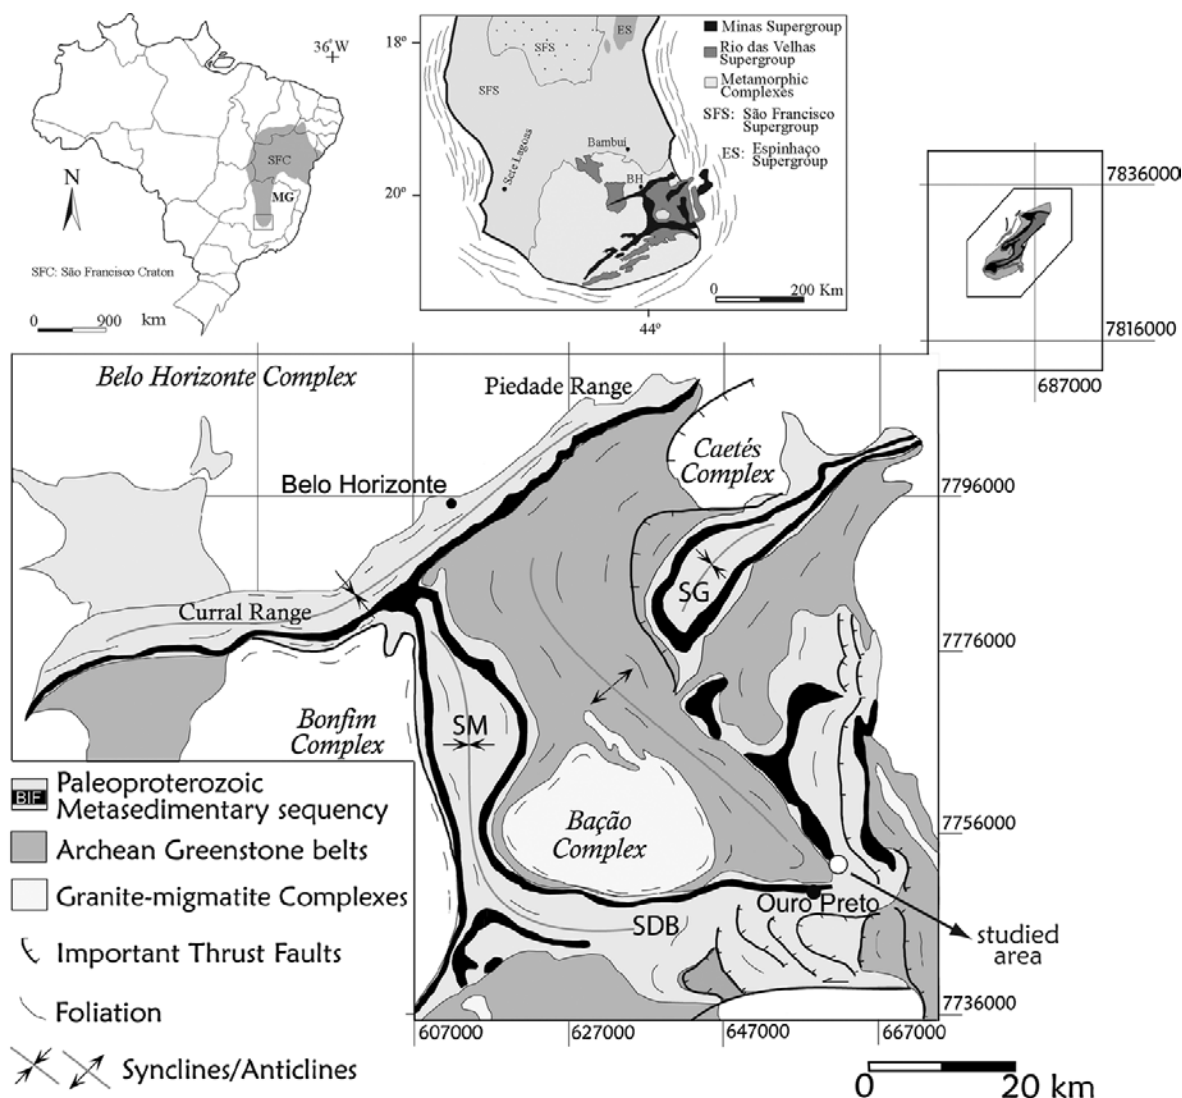 36°W
N
SFC
MG
SFC: São Francisco Craton
0 900 km
18°
20°
44°
SFS
ES
SFS
Sete Lagoas
Bambuí
BH
Minas Supergroup
Rio das Velhas
Supergroup
Metamorphic
Complexes
SFS: São Francisco
Supergroup
ES: Espinhaço
Supergroup
0 200 Km
7836000
7816000
687000
Belo Horizonte Complex
Piedade Range
Caetés
Complex
Belo Horizonte
7796000
SG
Curral Range
7776000
Bonfim
Complex
SM
Bação
Complex
7756000
Ouro Preto
SDB
studied
area
7736000
607000
627000
647000
667000
BIF
Paleoproterozoic
Metasedimentary sequency
Archean Greenstone belts
Granite-migmatite Complexes
Important Thrust Faults
Foliation
Synclines/Anticlines
0 20 km